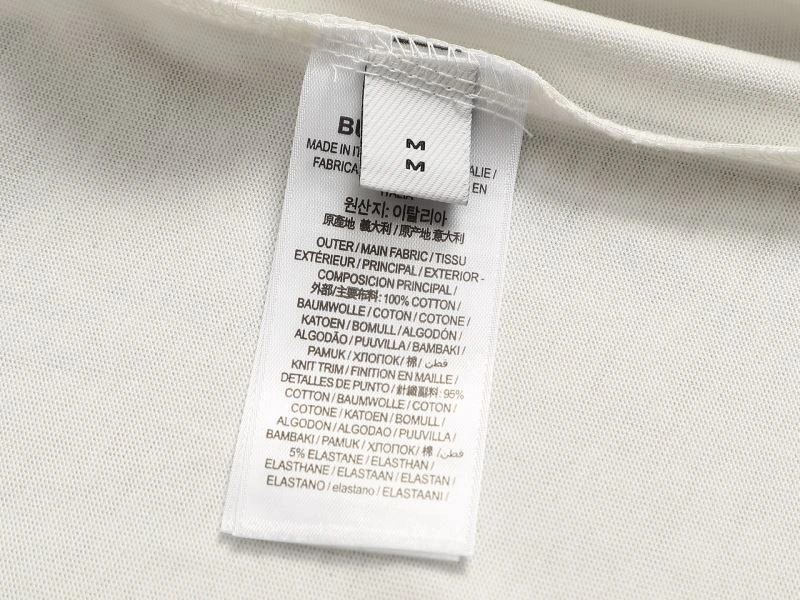 M
M
BU
MADE IN IT ALIE /
FABRICA EN
ITALIA
원산지: 이탈리아
原產地 義大利 / 原产地 意大利
OUTER / MAIN FABRIC / TISSU
EXTÉRIEUR / PRINCIPAL / EXTERIOR -
COMPOSICION PRINCIPAL /
外部/主要布料: 100% COTTON /
BAUMWOLLE / COTON / COTONE /
KATOEN / BOMULL / ALGODÓN /
ALGODÃO / PUUVILLA / BAMBAKI /
PAMUK / ХЛОПОК/ 棉/ قطن /
KNIT TRIM / FINITION EN MAILLE /
DETALLES DE PUNTO / 針織副料: 95%
COTTON / BAUMWOLLE / COTON /
COTONE / KATOEN / BOMULL /
ALGODON / ALGODAO / PUUVILLA /
BAMBAKI / PAMUK / ХЛОПОК / 棉 / قطن /
5% ELASTANE / ELASTHAN /
ELASTHANE / ELASTAAN / ELASTAN /
ELASTANO / elastano / ELASTAANI /